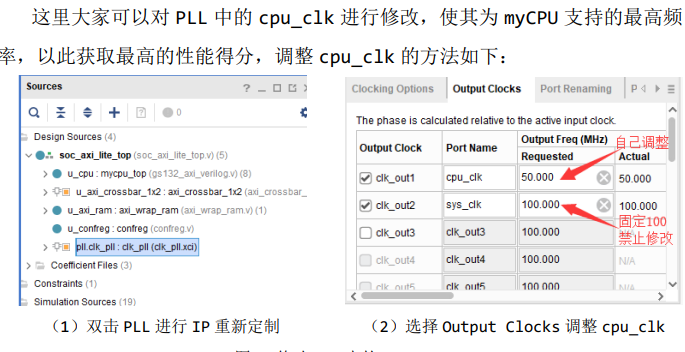 这里大家可以对 PLL 中的 cpu_clk 进行修改，使其为 myCPU 支持的最高频
率，以此获取最高的性能得分，调整 cpu_clk 的方法如下：
Sources
? _ □
0
Design Sources (4)
soc_axi_lite_top (soc_axi_lite_top.v) (5)
u_cpu : mycpu_top (gs132_axi_verilog.v) (8)
u_axi_crossbar_1x2 : axi_crossbar_1x2 (axi_crossbar_
u_axi_ram : axi_wrap_ram (axi_wrap_ram.v) (1)
u_confreg : confreg (confreg.v)
pll.clk_pll : clk_pll (clk_pll.xci)
Coefficient Files (3)
Constraints (1)
Simulation Sources (19)
（1）双击 PLL 进行 IP 重新定制
Clocking Options Output Clocks Port Renaming P
The phase is calculated relative to the active input clock.
Output Clock Port Name Output Freq (MHz)
Requested Actual
自己调整
clk_out1 cpu_clk 50.000 50.000
clk_out2 sys_clk 100.000 100.000
固定100
禁止修改
clk_out3 clk_out3 100.000 N/A
clk_out4 clk_out4 100.000 N/A
clk_out5 clk_out5 100.000 N/A
（2）选择 Output Clocks 调整 cpu_clk